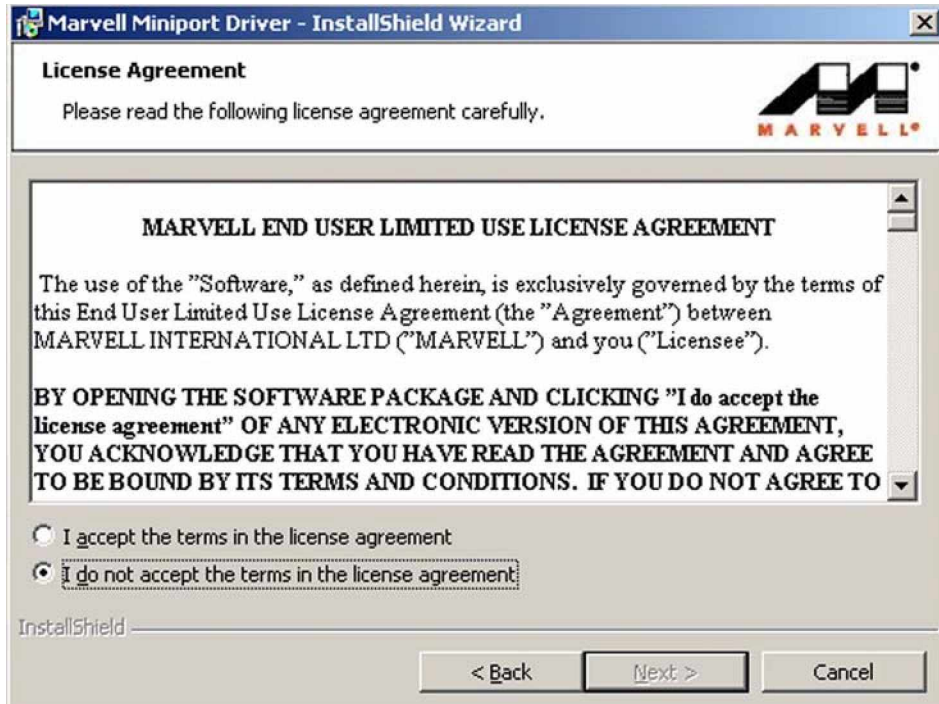 Marvell Miniport Driver - InstallShield Wizard
License Agreement
Please read the following license agreement carefully.
MARVELL®
MARVELL END USER LIMITED USE LICENSE AGREEMENT
The use of the ”Software,” as defined herein, is exclusively governed by the terms of
this End User Limited Use License Agreement (the ”Agreement”) between
MARVELL INTERNATIONAL LTD (”MARVELL”) and you (”Licensee”).
BY OPENING THE SOFTWARE PACKAGE AND CLICKING ”I do accept the
license agreement” OF ANY ELECTRONIC VERSION OF THIS AGREEMENT,
YOU ACKNOWLEDGE THAT YOU HAVE READ THE AGREEMENT AND AGREE
TO BE BOUND BY ITS TERMS AND CONDITIONS. IF YOU DO NOT AGREE TO
I accept the terms in the license agreement
I do not accept the terms in the license agreement
InstallShield
< Back
Next >
Cancel